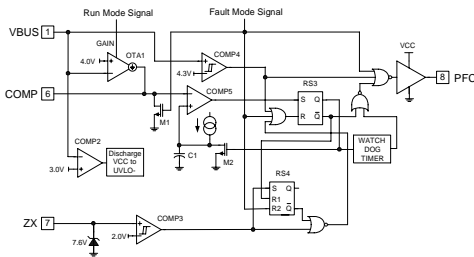 Run Mode Signal
Fault Mode Signal
VBUS 1
GAIN
OTA1
4.0V
COMP4
4.3V
VCC
8 PFC
COMP 6
COMP5
M1
RS3
S Q
R Q
C1
M2
WATCH
DOG
TIMER
COMP2
3.0V
Discharge
VCC to
UVLO-
RS4
S Q
R1
R2 Q
ZX 7
COMP3
7.6V
2.0V